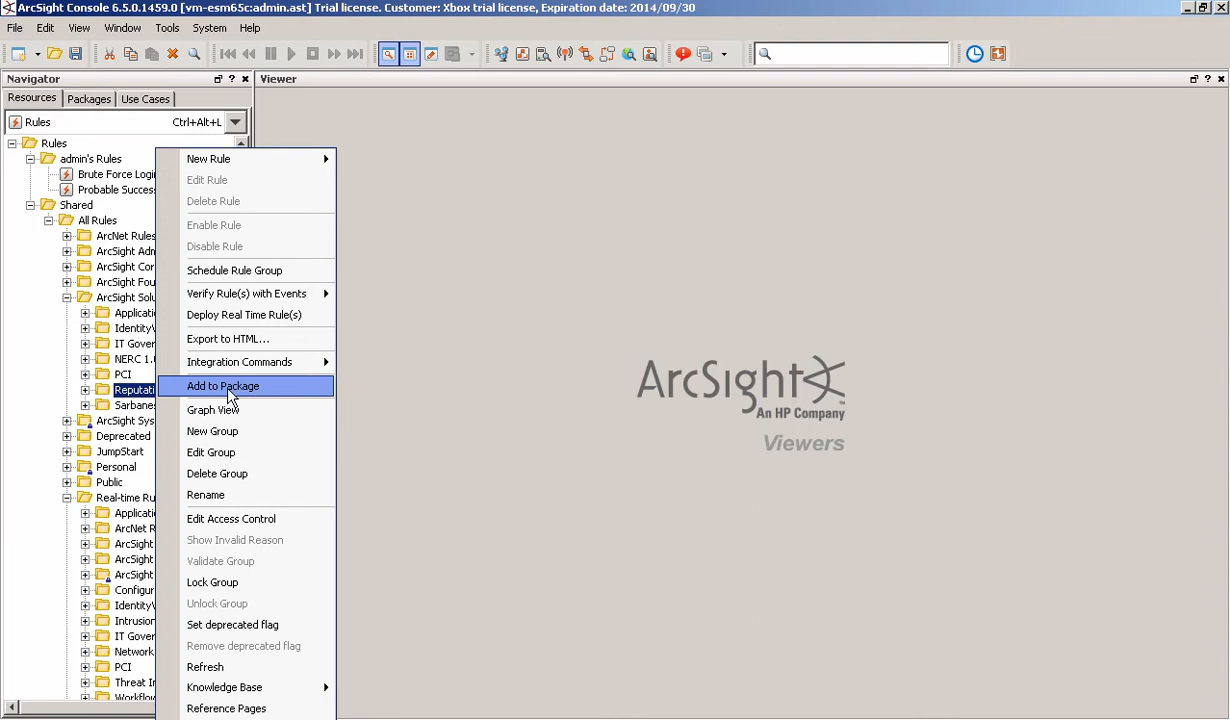 ArcSight Console 6.5.0.1459.0 [vm-esm65c:admin.ast] Trial license. Customer: Xbox trial license, Expiration date: 2014/09/30
File Edit View Window Tools System Help
Navigator
Viewer
Resources Packages Use Cases
Rules Ctrl+Alt+L
Rules
admin's Rules
Brute Force Logi
Probable Succes
Shared
All Rules
ArcNet Rules
ArcSight Adm
ArcSight Cor
ArcSight Fou
ArcSight Solu
Applicati
Identity
IT Gover
NERC 1.
PCI
Reputati
Sarbanes
ArcSight Sys
Deprecated
JumpStart
Personal
Public
Real-time Ru
Applicati
ArcNet R
ArcSight
ArcSight
ArcSight
Configur
Identity
Intrusion
IT Gover
Network
PCI
Threat In
Workflow
New Rule
Edit Rule
Delete Rule
Enable Rule
Disable Rule
Schedule Rule Group
Verify Rule(s) with Events
Deploy Real Time Rule(s)
Export to HTML...
Integration Commands
Add to Package
Graph View
New Group
Edit Group
Delete Group
Rename
Edit Access Control
Show Invalid Reason
Validate Group
Lock Group
Unlock Group
Set deprecated flag
Remove deprecated flag
Refresh
Knowledge Base
Reference Pages
ArcSight
An HP Company
Viewers